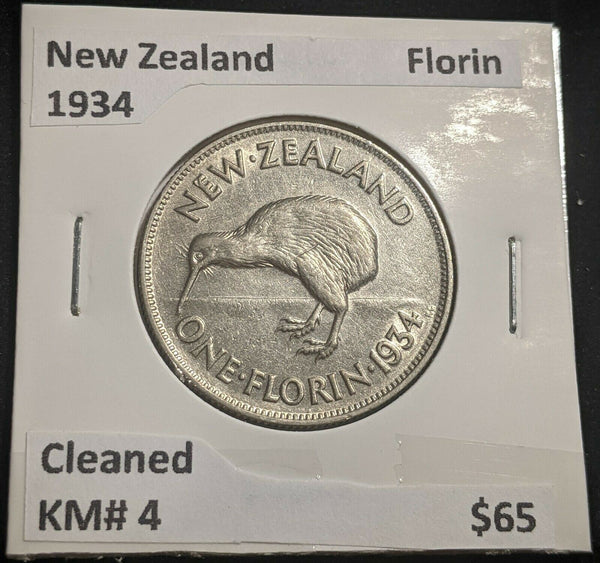 New Zealand Florin
1934
NEW·ZEALAND
ONE·FLORIN·1934
Cleaned
KM# 4 $65